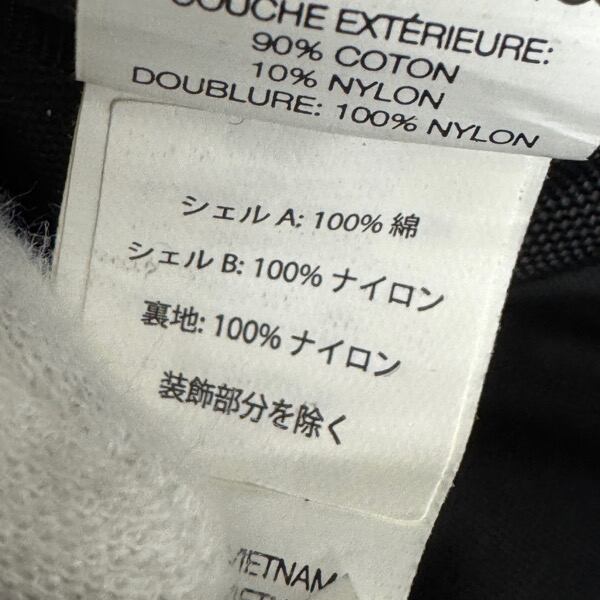 COUCHE EXTÉRIEURE:
90% COTON
10% NYLON
DOUBLURE: 100% NYLON
シェル A: 100% 綿
シェル B: 100% ナイロン
裏地: 100% ナイロン
装飾部分を除く
VIETNAM